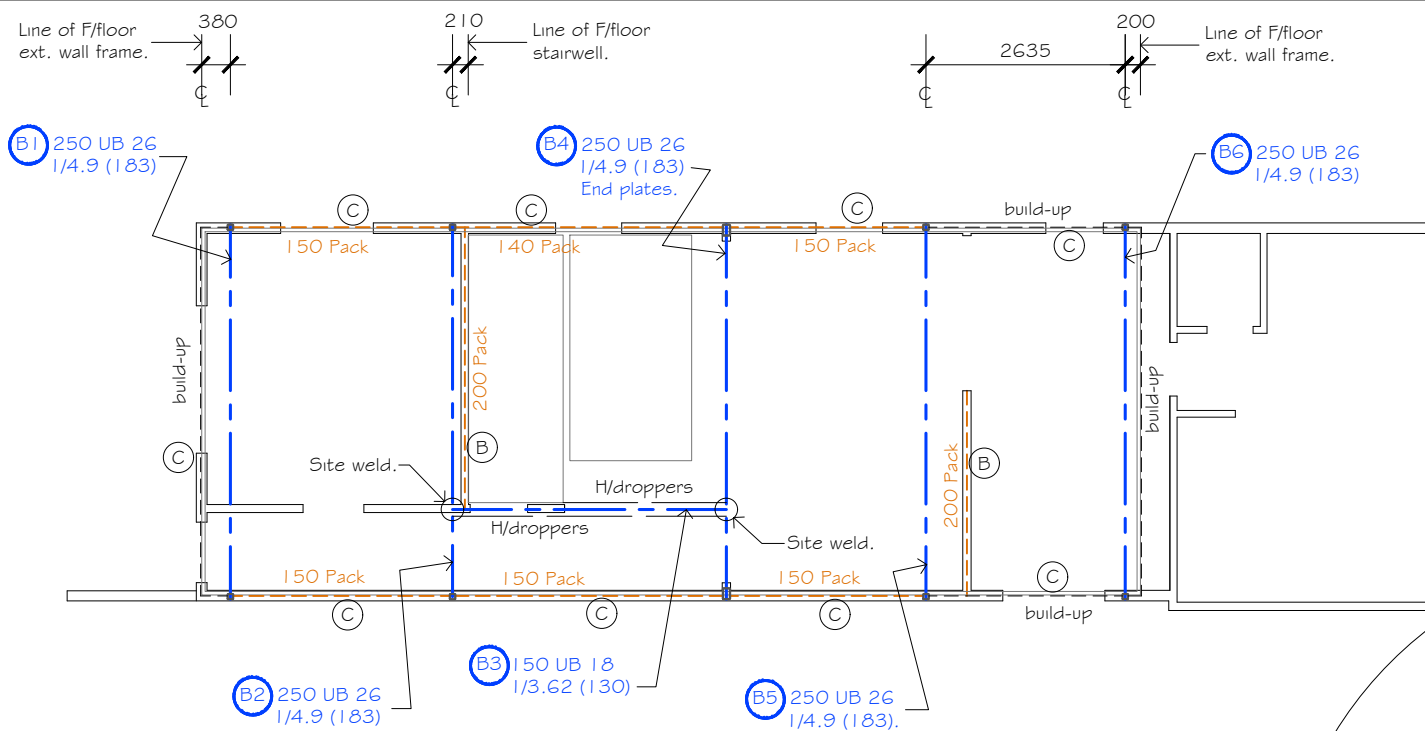 Line of F/floor
ext. wall frame.
380
210
Line of F/floor
stairwell.
2635
200
Line of F/floor
ext. wall frame.
℄
℄
℄
℄
B1 250 UB 26
1/4.9 (183)
B4 250 UB 26
1/4.9 (183)
End plates.
B6 250 UB 26
1/4.9 (183)
C
C
C
build-up
C
150 Pack
140 Pack
150 Pack
build-up
200 Pack
build-up
B
C
Site weld.
H/droppers
200 Pack
B
H/droppers
Site weld.
150 Pack
150 Pack
150 Pack
C
C
C
C
build-up
B2 250 UB 26
1/4.9 (183)
B3 150 UB 18
1/3.62 (130)
B5 250 UB 26
1/4.9 (183).